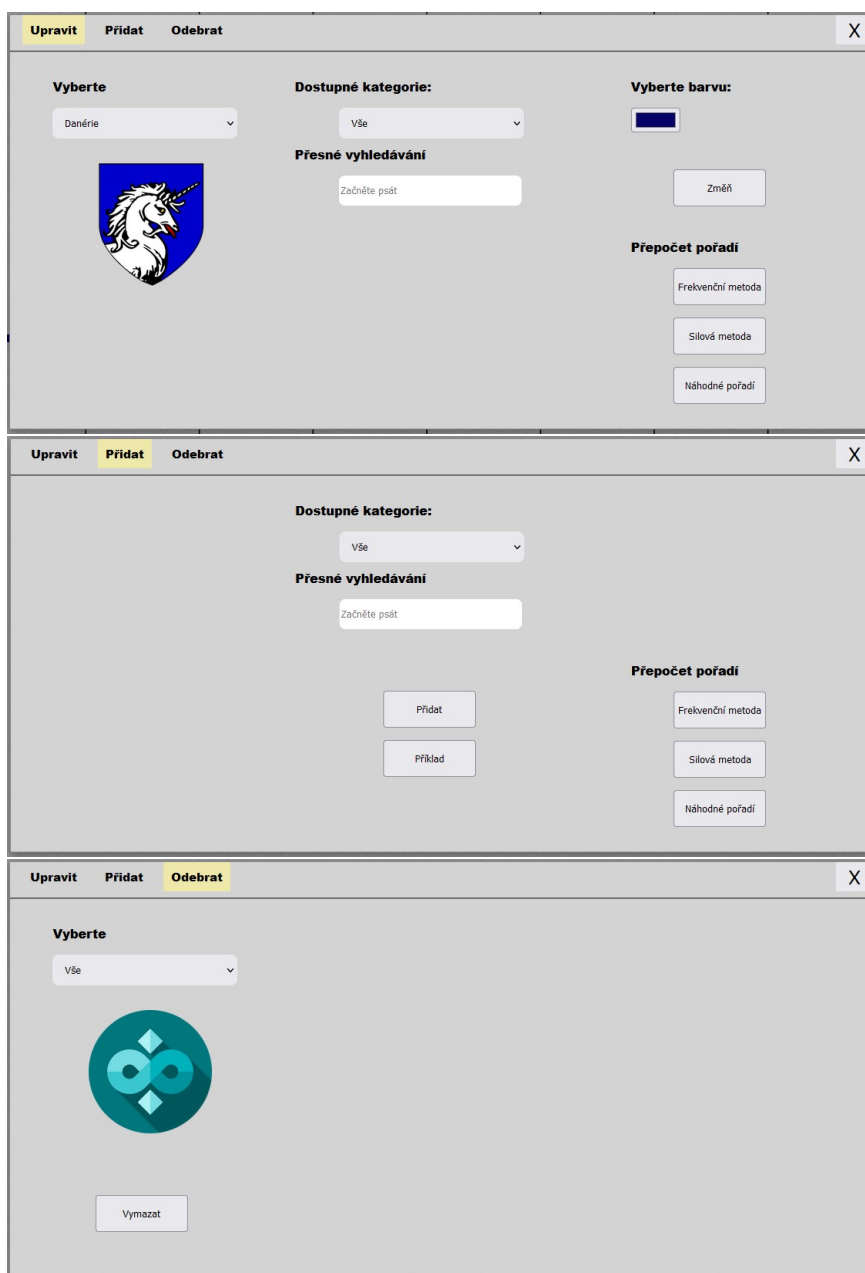 Upravit Přidat Odebrat X
Vyberte Dostupné kategorie: Vyberte barvu:
Danérie Vše
Přesné vyhledávání
Začněte psát Změň
Přepočet pořadí
Frekvenční metoda
Silová metoda
Náhodné pořadí
Upravit Přidat Odebrat X
Dostupné kategorie:
Vše
Přesné vyhledávání
Začněte psát
Přepočet pořadí
Přidat Frekvenční metoda
Příklad Silová metoda
Náhodné pořadí
Upravit Přidat Odebrat X
Vyberte
Vše
Vymazat